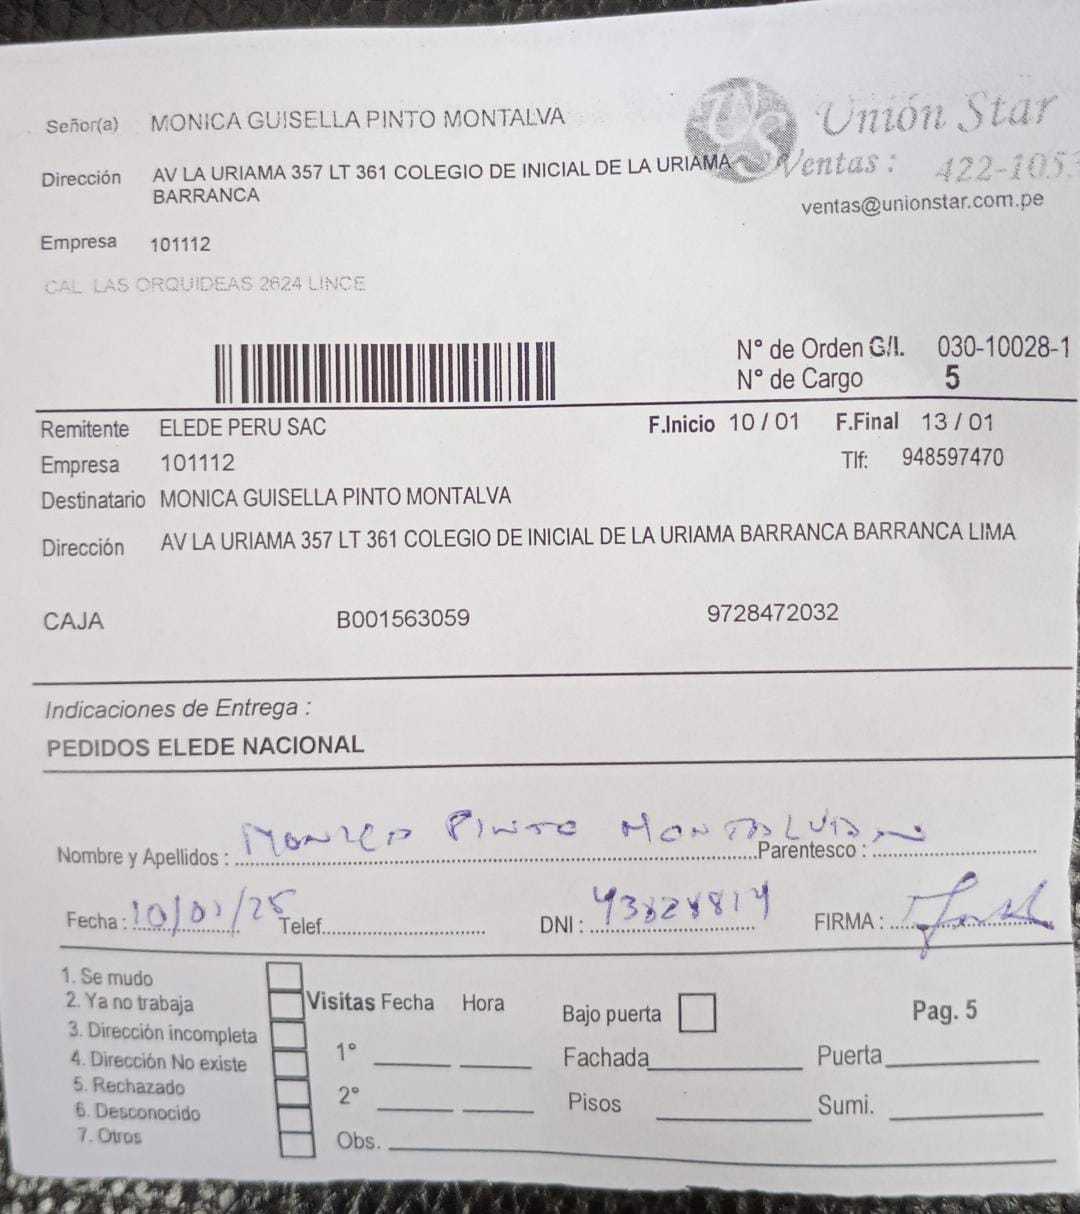 Señor(a) MONICA GUISELLA PINTO MONTALVA
Unión Star
Dirección AV LA URIAMA 357 LT 361 COLEGIO DE INICIAL DE LA URIAMA
BARRANCA
Ventas: 422-1053
ventas@unionstar.com.pe
Empresa 101112
CAL LAS ORQUIDEAS 2624 LINCE
N° de Orden G/I. 030-10028-1
N° de Cargo 5
Remitente ELEDE PERU SAC F.Inicio 10 / 01 F.Final 13 / 01
Empresa 101112 Tlf: 948597470
Destinatario MONICA GUISELLA PINTO MONTALVA
Dirección AV LA URIAMA 357 LT 361 COLEGIO DE INICIAL DE LA URIAMA BARRANCA BARRANCA LIMA
CAJA B001563059 9728472032
Indicaciones de Entrega :
PEDIDOS ELEDE NACIONAL
Nombre y Apellidos : Monica Pinto Montalva Parentesco :
Fecha : 10/01/25 Telef. DNI : FIRMA :
1. Se mudo
2. Ya no trabaja
3. Dirección incompleta
4. Dirección No existe
5. Rechazado
6. Desconocido
7. Otros
Visitas Fecha Hora
1°
2°
Obs.
Bajo puerta
Fachada
Pisos
Pag. 5
Puerta
Sumi.